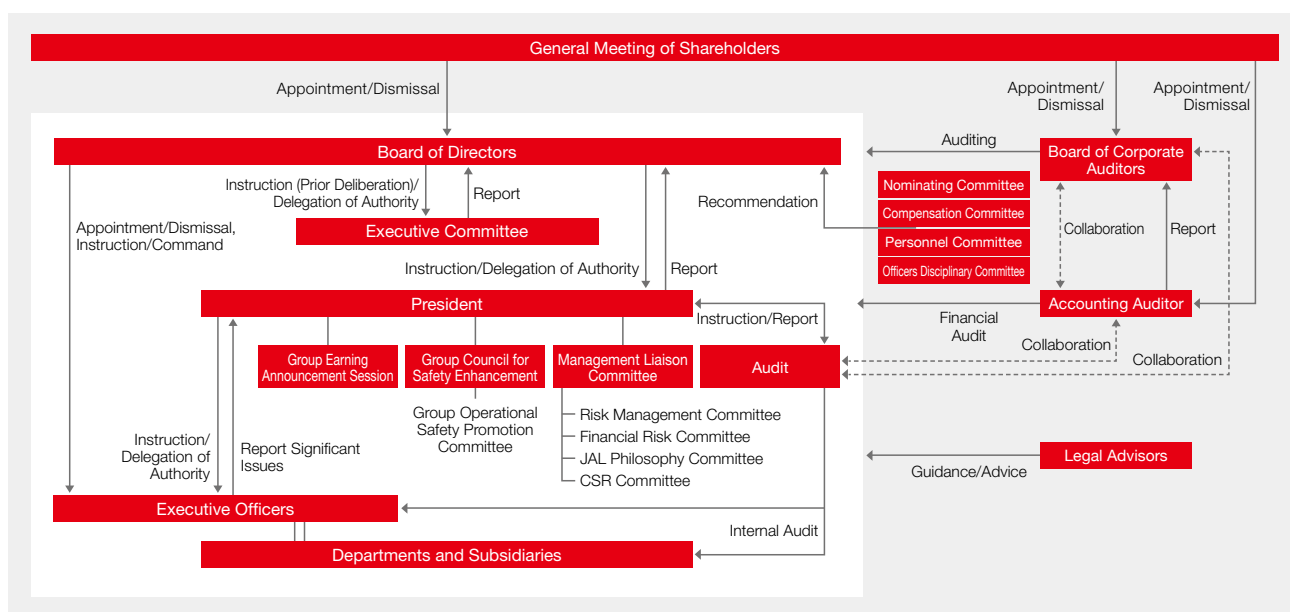 General Meeting of Shareholders
Appointment/Dismissal
Appointment/
Dismissal
Appointment/
Dismissal
Board of Directors
Auditing
Board of Corporate
Auditors
Instruction (Prior Deliberation)/
Delegation of Authority
Report
Recommendation
Nominating Committee
Compensation Committee
Personnel Committee
Officers Disciplinary Committee
Appointment/Dismissal,
Instruction/Command
Executive Committee
Collaboration
Report
Instruction/Delegation of Authority
Report
President
Accounting Auditor
Instruction/Report
Financial
Audit
Collaboration
Collaboration
Group Earning
Announcement Session
Group Council for
Safety Enhancement
Management Liaison
Committee
Audit
Group Operational
Safety Promotion
Committee
Risk Management Committee
Financial Risk Committee
JAL Philosophy Committee
CSR Committee
Instruction/
Delegation of
Authority
Report Significant
Issues
Legal Advisors
Guidance/Advice
Executive Officers
Internal Audit
Departments and Subsidiaries